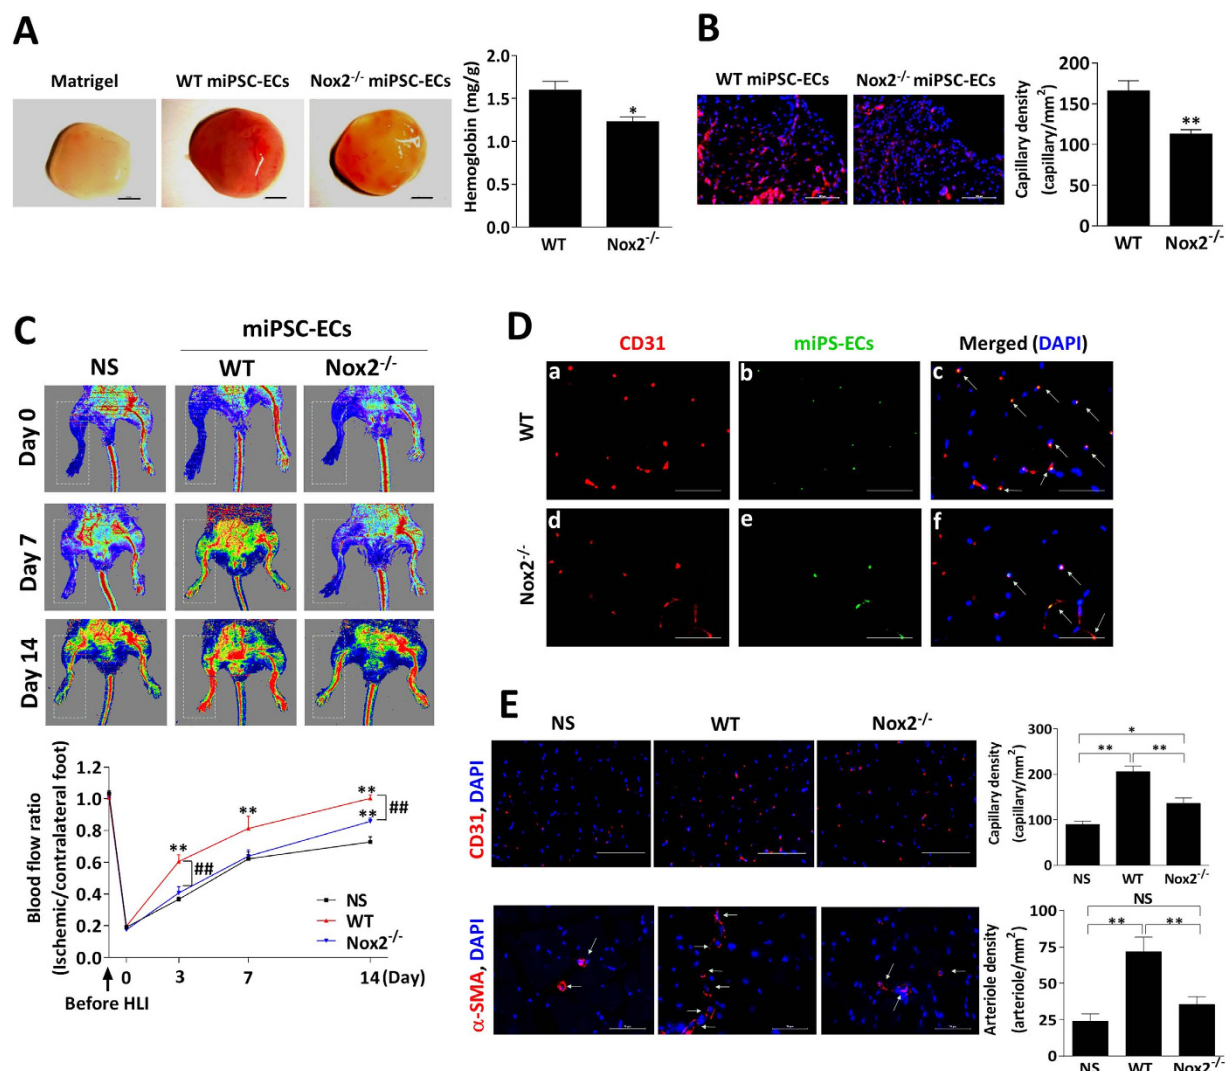 A
Matrigel
WT miPSC-ECs
Nox2-/- miPSC-ECs
Hemoglobin (mg/g)
2.0
1.5
1.6
1.0
0.0
WT
Nox2-/-
*
B
WT miPSC-ECs
Nox2-/- miPSC-ECs
Capillary density
(capillary/mm2)
200
150
100
50
0
WT
Nox2-/-
**
C
miPSC-ECs
NS
WT
Nox2-/-
Day 0
Day 7
Day 14
Blood flow ratio
(Ischemic/contralateral foot)
1.2
1.0
0.8
0.6
0.4
0.2
0.0
**
##
**
**
**
##
NS
WT
Nox2-/-
0
3
7
14 (Day)
Before HLI
D
CD31
miPS-ECs
Merged (DAPI)
WT
a
b
c
Nox2-/-
d
e
f
E
NS
WT
Nox2-/-
CD31, DAPI
Capillary density
(capillary/mm2)
300
200
100
0
*
**
**
NS
WT
Nox2-/-
α-SMA, DAPI
Arteriole density
(arteriole/mm2)
100
75
50
25
0
NS
**
**
NS
WT
Nox2-/-